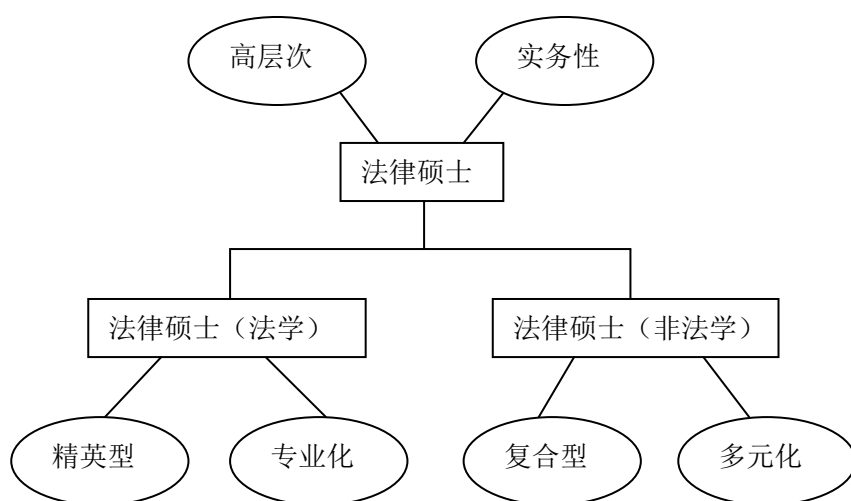 高层次
实务性
法律硕士
法律硕士（法学）
法律硕士（非法学）
精英型
专业化
复合型
多元化